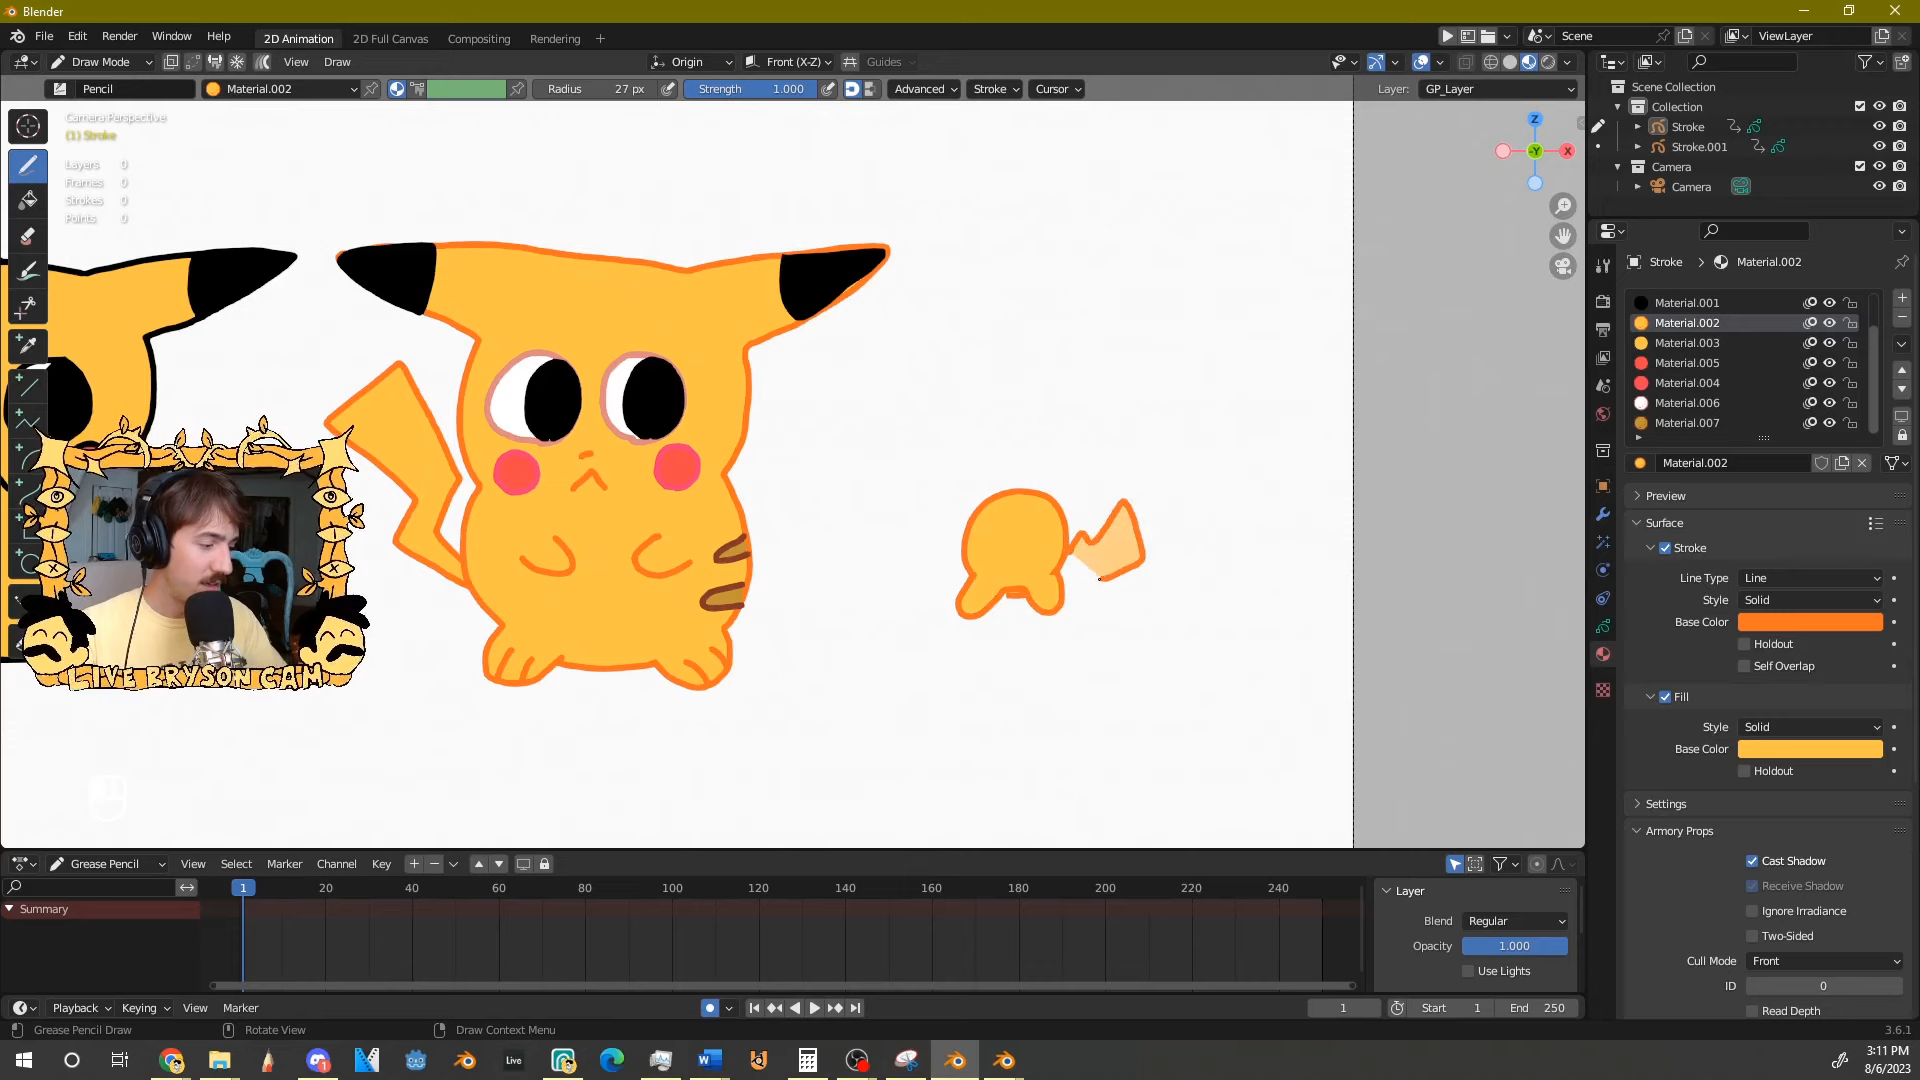 Blender
File Edit Render Window Help 2D Animation 2D Full Canvas Compositing Rendering + Scene ViewLayer
Draw Mode View Draw Origin Front (X-Z) Guides
Pencil Material.002 Radius 27 px Strength 1.000 Advanced Stroke Cursor Layer: GP_Layer
Camera Perspective
(1) Stroke
Layers 0
Frames 0
Strokes 0
Points 0
Z
-Y
X
LIVE BRYSON CAM
Scene Collection
Collection
Stroke
Stroke.001
Camera
Camera
Stroke > Material.002
Material.001
Material.002
Material.003
Material.005
Material.004
Material.006
Material.007
Material.002
Preview
Surface
Stroke
Line Type Line
Style Solid
Base Color
Holdout
Self Overlap
Fill
Style Solid
Base Color
Holdout
Settings
Armory Props
Cast Shadow
Receive Shadow
Ignore Irradiance
Two-Sided
Cull Mode Front
ID 0
Read Depth
Grease Pencil View Select Marker Channel Key
1 20 40 60 80 100 120 140 160 180 200 220 240
Summary
Layer
Blend Regular
Opacity 1.000
Use Lights
Playback Keying View Marker 1 Start 1 End 250
Grease Pencil Draw Rotate View Draw Context Menu 3.6.1
Live
3:11 PM
8/6/2023